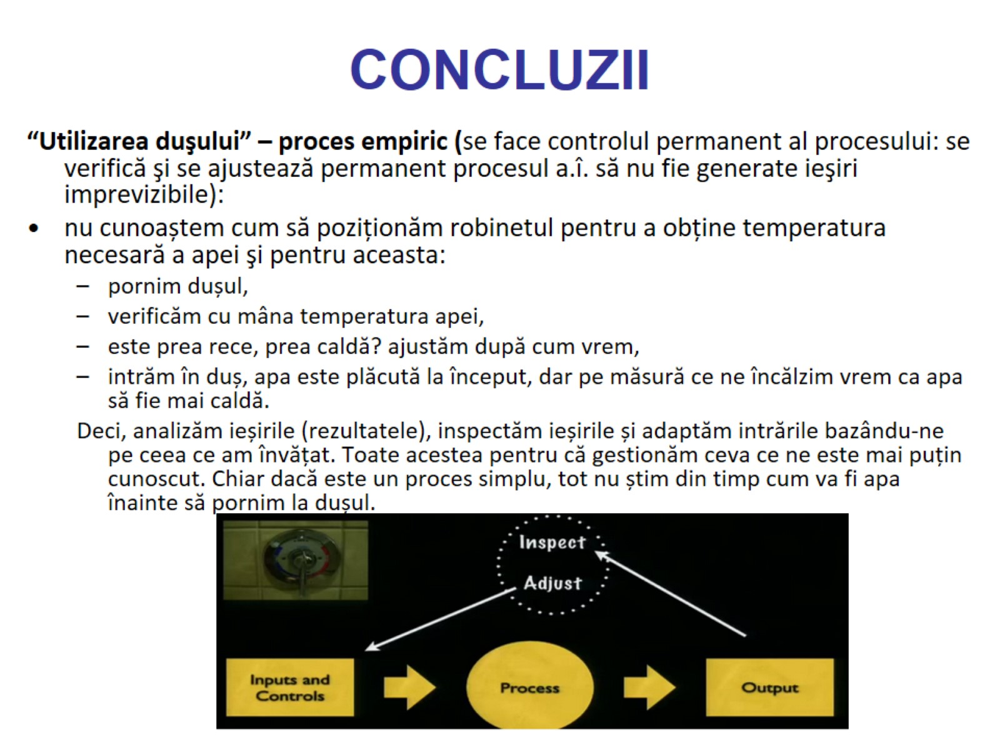 CONCLUZII
“Utilizarea duşului” – proces empiric (se face controlul permanent al procesului: se
verifică şi se ajustează permanent procesul a.î. să nu fie generate ieşiri
imprevizibile):
• nu cunoaștem cum să poziționăm robinetul pentru a obține temperatura
necesară a apei şi pentru aceasta:
– pornim dușul,
– verificăm cu mâna temperatura apei,
– este prea rece, prea caldă? ajustăm după cum vrem,
– intrăm în duș, apa este plăcută la început, dar pe măsură ce ne încălzim vrem ca apa
să fie mai caldă.
Deci, analizăm ieșirile (rezultatele), inspectăm ieșirile și adaptăm intrările bazându-ne
pe ceea ce am învățat. Toate acestea pentru că gestionăm ceva ce ne este mai puțin
cunoscut. Chiar dacă este un proces simplu, tot nu știm din timp cum va fi apa
înainte să pornim la dușul.
Inspect
Adjust
Inputs and
Controls
Process
Output